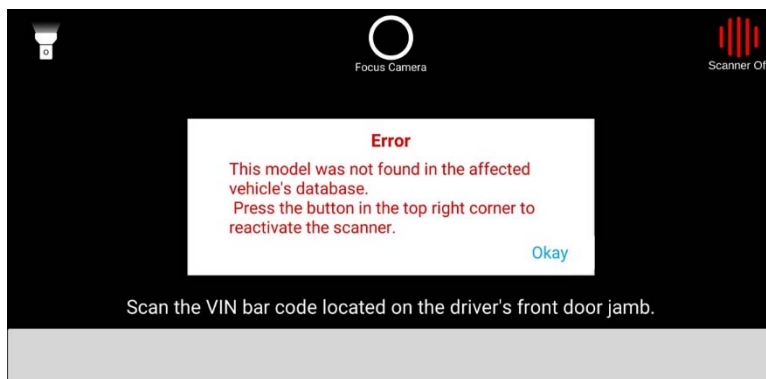 Focus Camera
Scanner Of
Error
This model was not found in the affected
vehicle's database.
Press the button in the top right corner to
reactivate the scanner.
Okay
Scan the VIN bar code located on the driver's front door jamb.